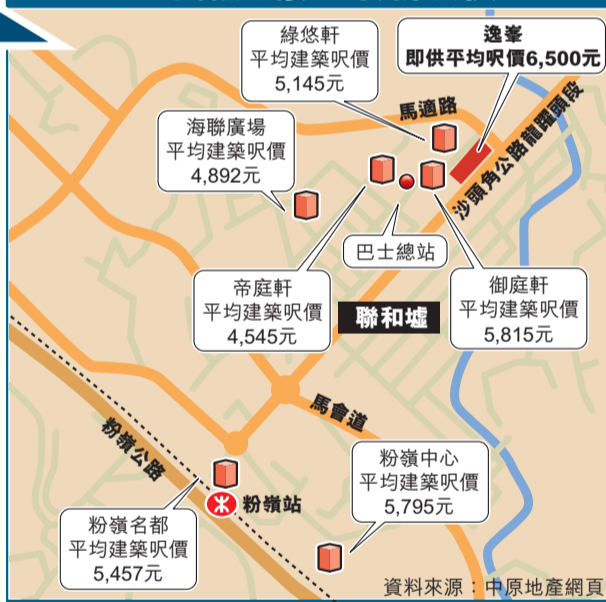 綠悠軒
平均建築呎價
5,145元
逸峯
即供平均呎價6,500元
馬適路
海聯廣場
平均建築呎價
4,892元
沙頭角公路龍躍頭段
巴士總站
帝庭軒
平均建築呎價
4,545元
聯和墟
御庭軒
平均建築呎價
5,815元
馬會道
粉嶺公路
粉嶺站
粉嶺中心
平均建築呎價
5,795元
粉嶺名都
平均建築呎價
5,457元
資料來源：中原地產網頁